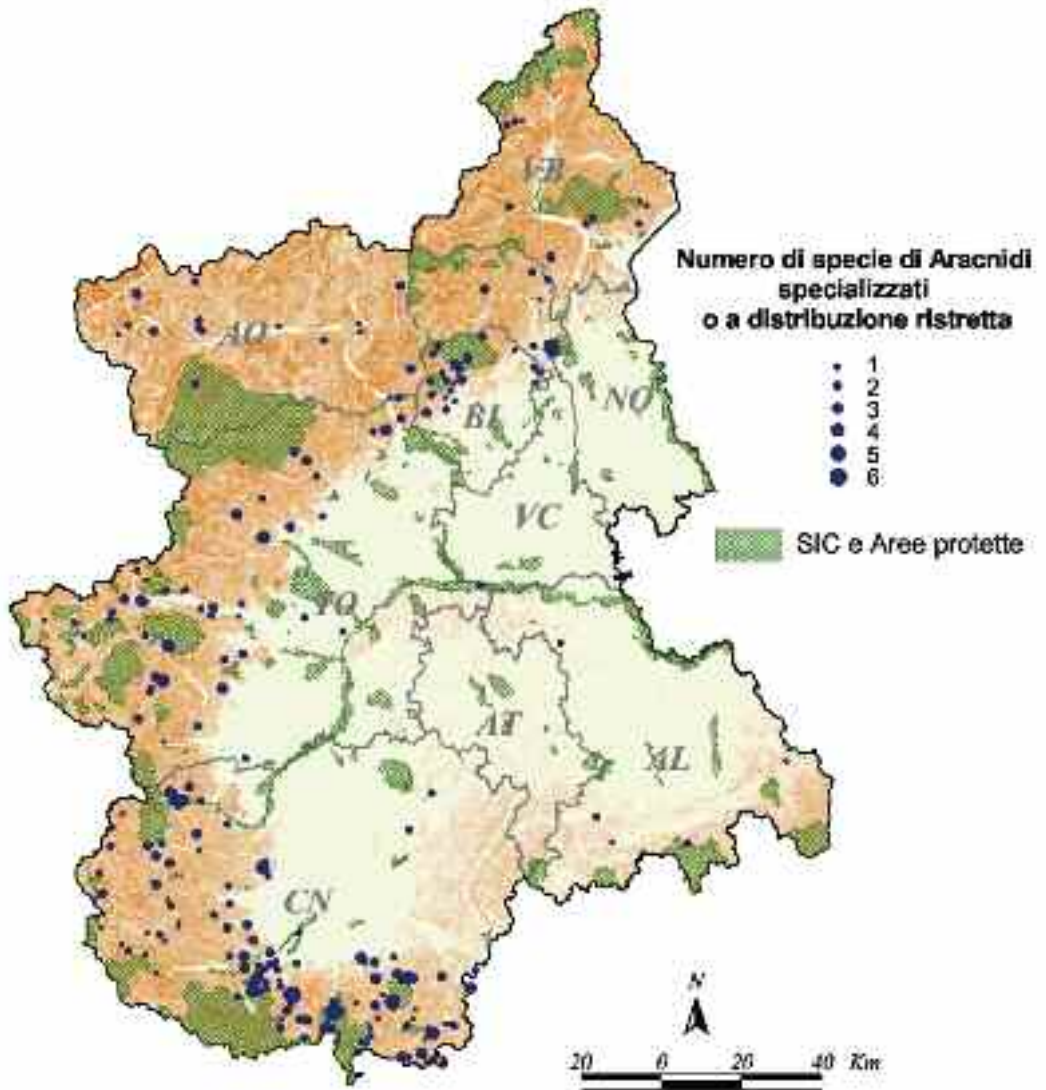 VB
Numero di specie di Aracnidi
specializzati
o a distribuzione ristretta
AO
1
2
3
4
5
6
BI
NO
VC
SIC e Aree protette
TO
AT
AL
CN
N
20 0 20 40 Km